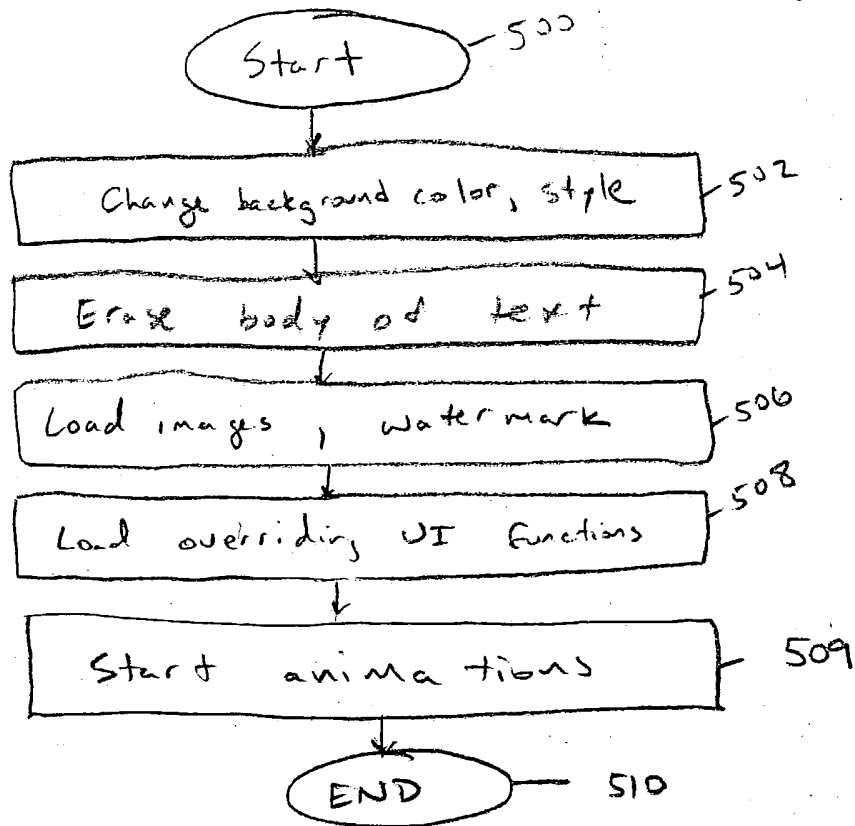 Start 500
Change background color, style 502
Erase body of text 504
Load images, watermark 506
Load overriding UI functions 508
Start animations 509
END 510